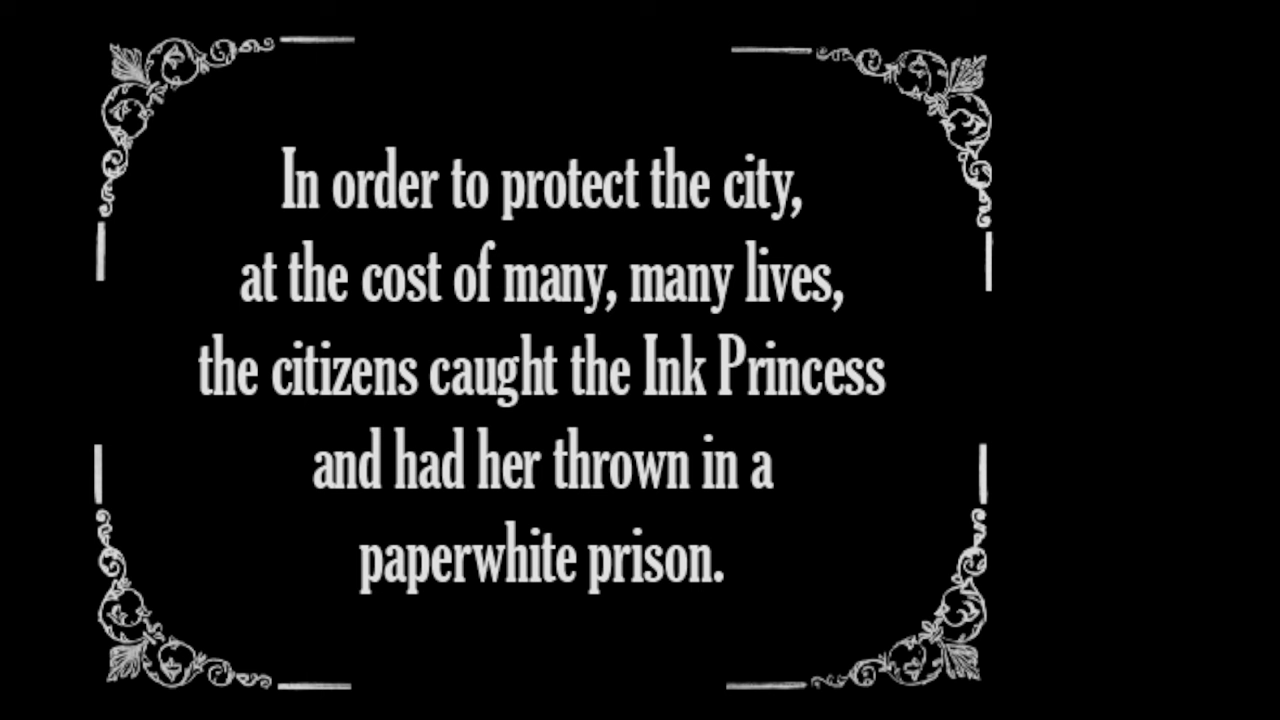 In order to protect the city,
at the cost of many, many lives,
the citizens caught the Ink Princess
and had her thrown in a
paperwhite prison.